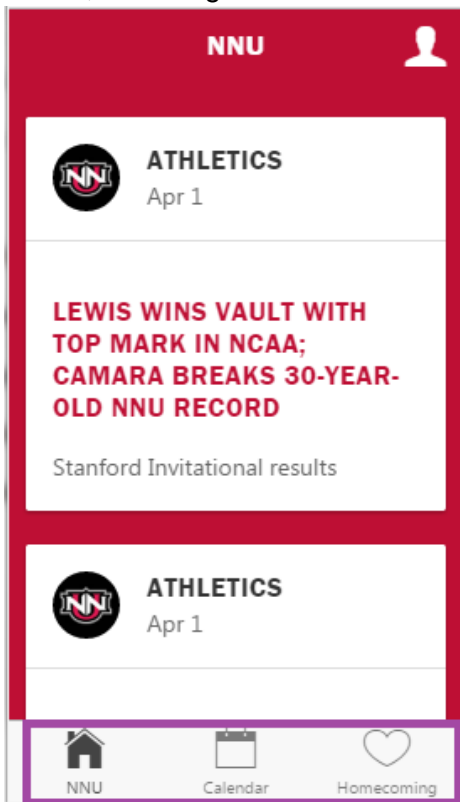 NNU
ATHLETICS
Apr 1
LEWIS WINS VAULT WITH
TOP MARK IN NCAA;
CAMARA BREAKS 30-YEAR-
OLD NNU RECORD
Stanford Invitational results
ATHLETICS
Apr 1
NNU Calendar Homecoming